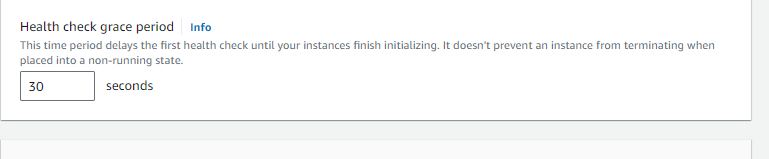 Health check grace period Info
This time period delays the first health check until your instances finish initializing. It doesn't prevent an instance from terminating when
placed into a non-running state.
30 seconds